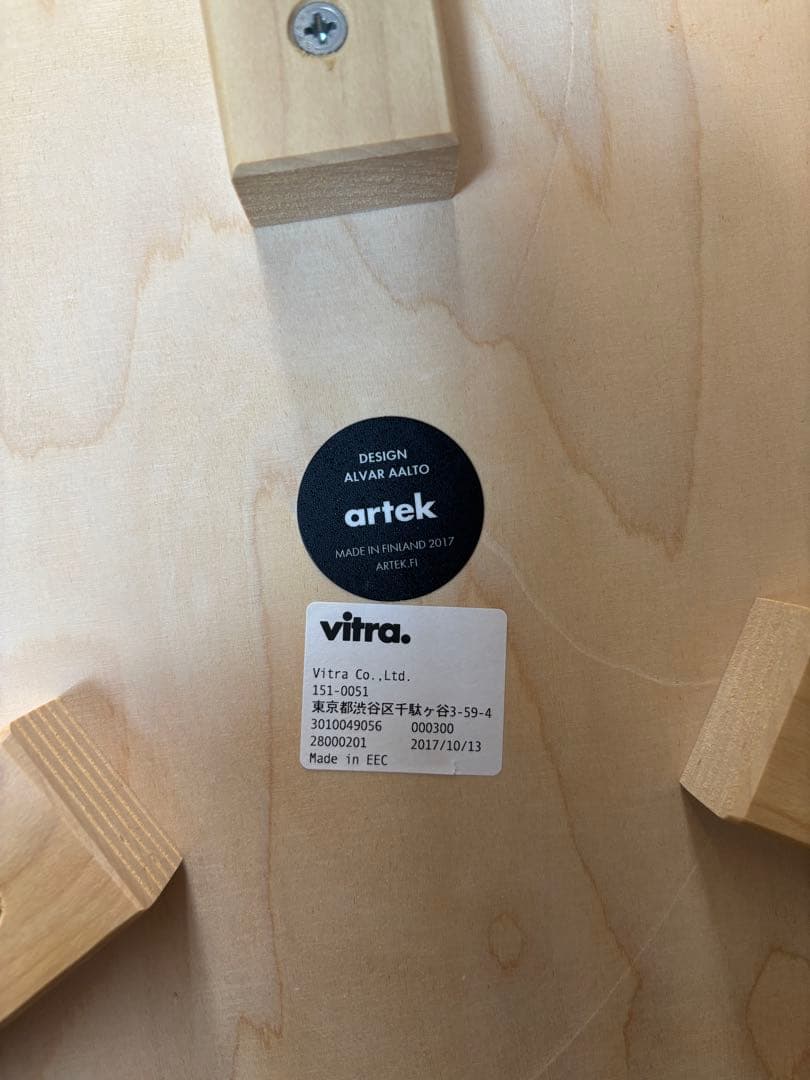 DESIGN
ALVAR AALTO
artek
MADE IN FINLAND 2017
ARTEK.FI
vitra.
Vitra Co.,Ltd.
151-0051
東京都渋谷区千駄ヶ谷3-59-4
3010049056 000300
28000201 2017/10/13
Made in EEC